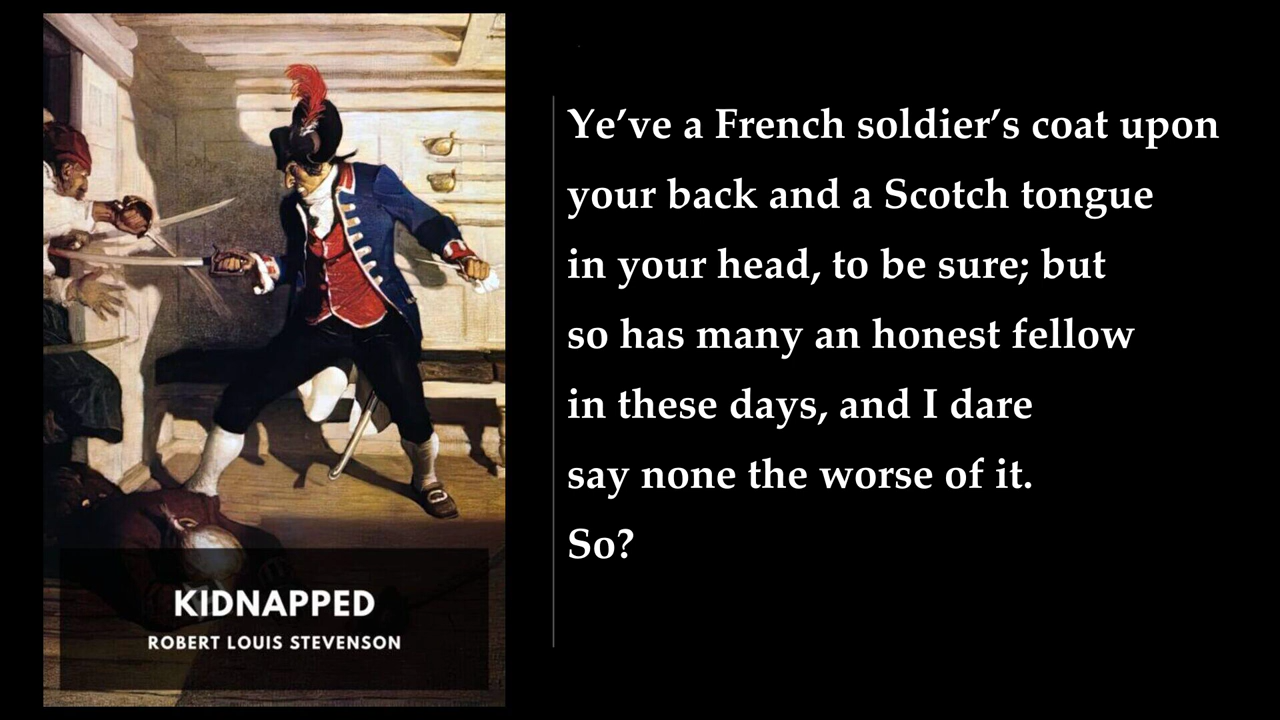 KIDNAPPED
ROBERT LOUIS STEVENSON
Ye’ve a French soldier’s coat upon
your back and a Scotch tongue
in your head, to be sure; but
so has many an honest fellow
in these days, and I dare
say none the worse of it.
So?